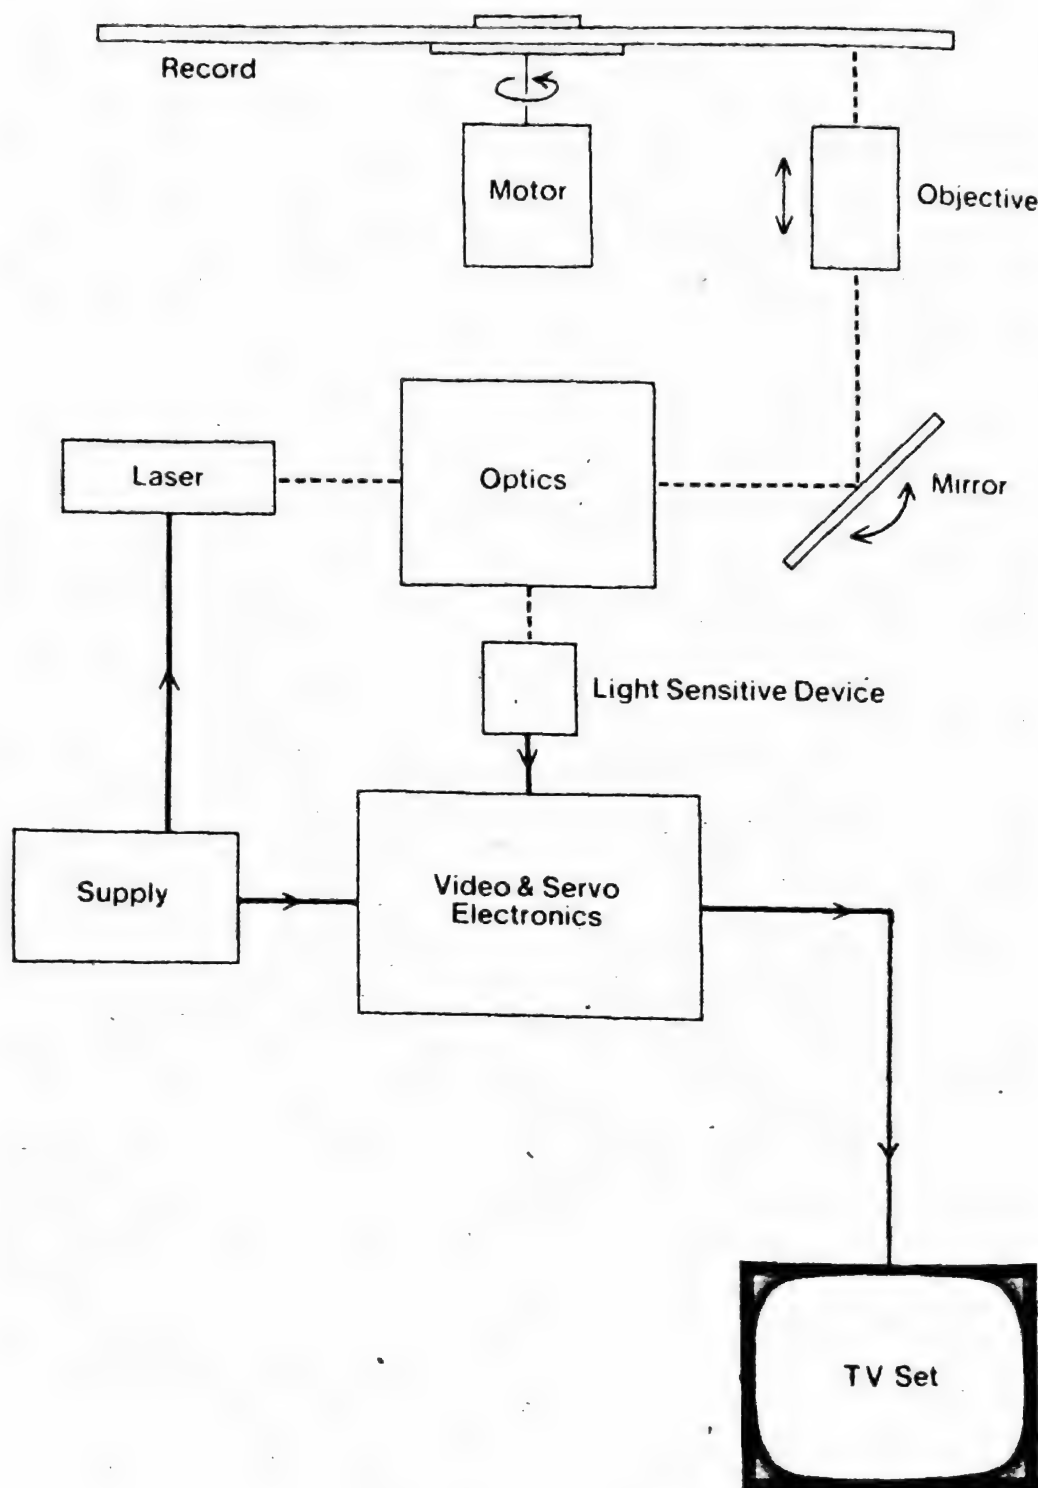 Record
Motor
Objective
Laser
Optics
Mirror
Light Sensitive Device
Supply
Video & Servo
Electronics
TV Set